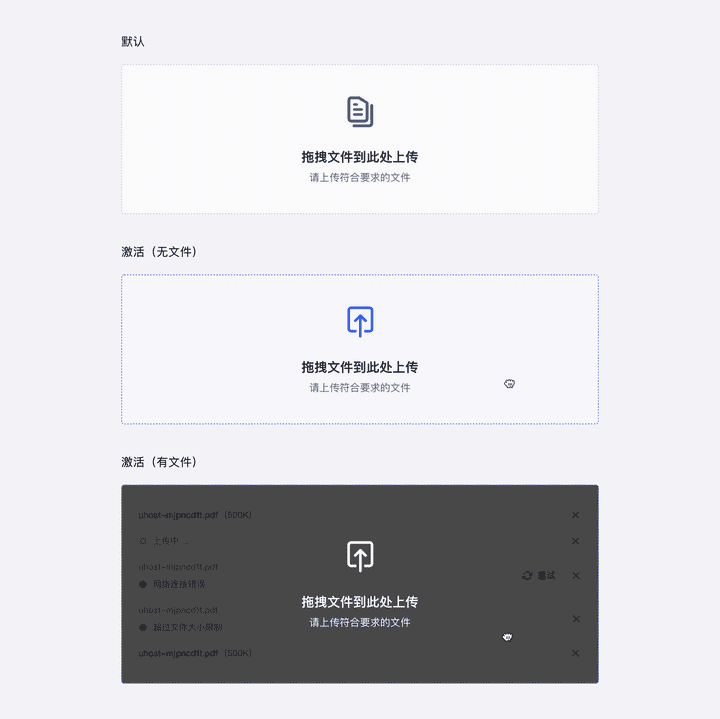 默认
拖拽文件到此处上传
请上传符合要求的文件
激活（无文件）
拖拽文件到此处上传
请上传符合要求的文件
激活（有文件）
uhost-mjpncd1t.pdf（500K）
上传中 ..
uhost-mjpncd1t.pdf
网络连接错误
重试
拖拽文件到此处上传
uhost-mjpncd1t.pdf
请上传符合要求的文件
超过文件大小限制
uhost-mjpncd1t.pdf（500K）